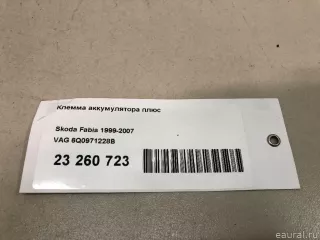 Клемма аккумулятора плюс
Skoda Fabia 1999-2007
VAG 6Q0971228B
23 260 723
eaural.ru